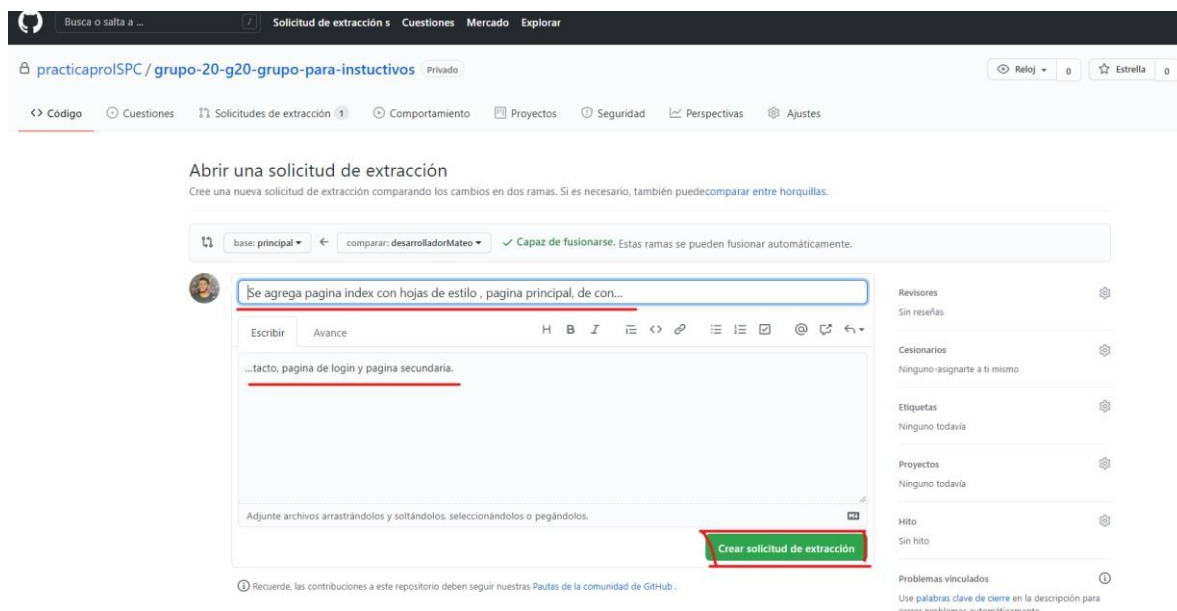 Busca o salta a ... / Solicitud de extracción s Cuestiones Mercado Explorar
practicaproISPC / grupo-20-g20-grupo-para-instuctivos Privado
Reloj 0 Estrella 0
<> Código Cuestiones Solicitudes de extracción 1 Comportamiento Proyectos Seguridad Perspectivas Ajustes
Abrir una solicitud de extracción
Cree una nueva solicitud de extracción comparando los cambios en dos ramas. Si es necesario, también puedecomparar entre horquillas.
base: principal ← comparar: desarrolladorMateo ✓ Capaz de fusionarse. Estas ramas se pueden fusionar automáticamente.
Se agrega pagina index con hojas de estilo , pagina principal, de con...
Escribir Avance H B I <> @
...tacto, pagina de login y pagina secundaria.
Adjunte archivos arrastrándolos y soltándolos, seleccionándolos o pegándolos.
Crear solicitud de extracción
Recuerde, las contribuciones a este repositorio deben seguir nuestras Pautas de la comunidad de GitHub .
Revisores
Sin reseñas
Cesionarios
Ninguno-asignarte a ti mismo
Etiquetas
Ninguno todavía
Proyectos
Ninguno todavía
Hito
Sin hito
Problemas vinculados
Use palabras clave de cierre en la descripción para
cerrar problemas automáticamente